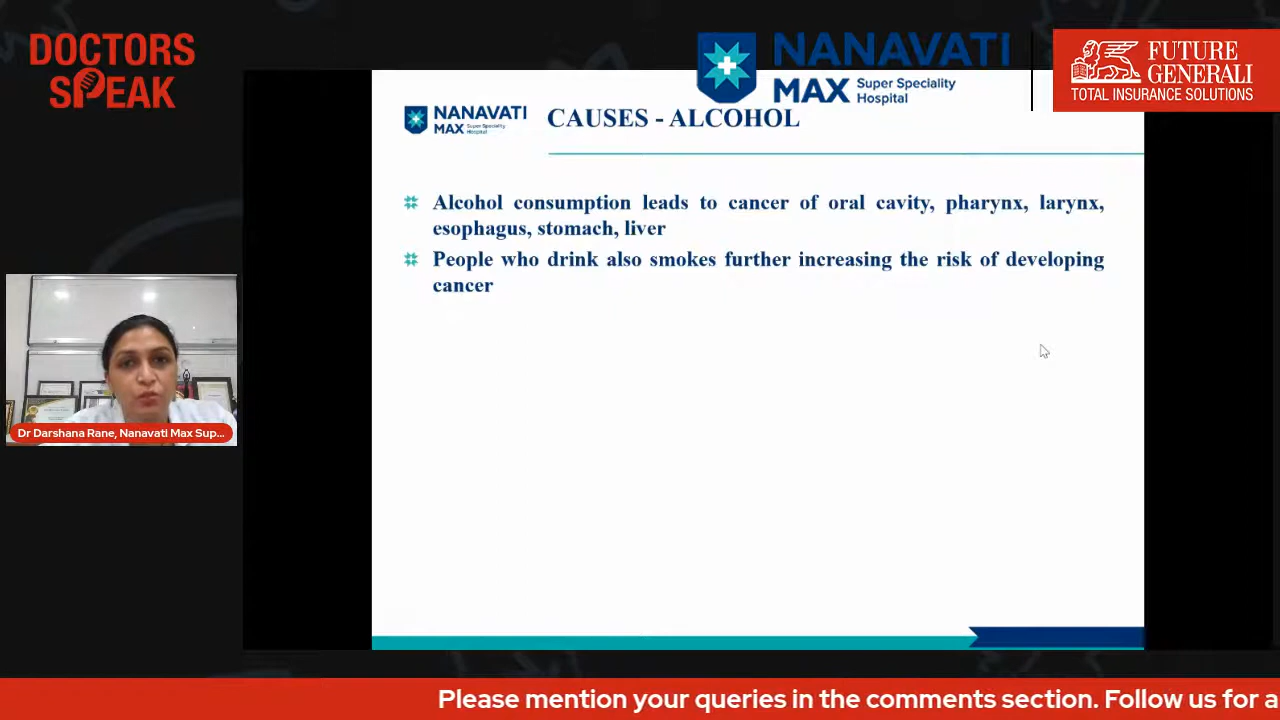 DOCTORS
SPEAK
NANAVATI
MAX Super Speciality
Hospital
FUTURE
GENERALI
TOTAL INSURANCE SOLUTIONS
NANAVATI
MAX Super Speciality
Hospital
CAUSES - ALCOHOL
Alcohol consumption leads to cancer of oral cavity, pharynx, larynx,
esophagus, stomach, liver
People who drink also smokes further increasing the risk of developing
cancer
Dr Darshana Rane, Nanavati Max Sup...
Please mention your queries in the comments section. Follow us for a